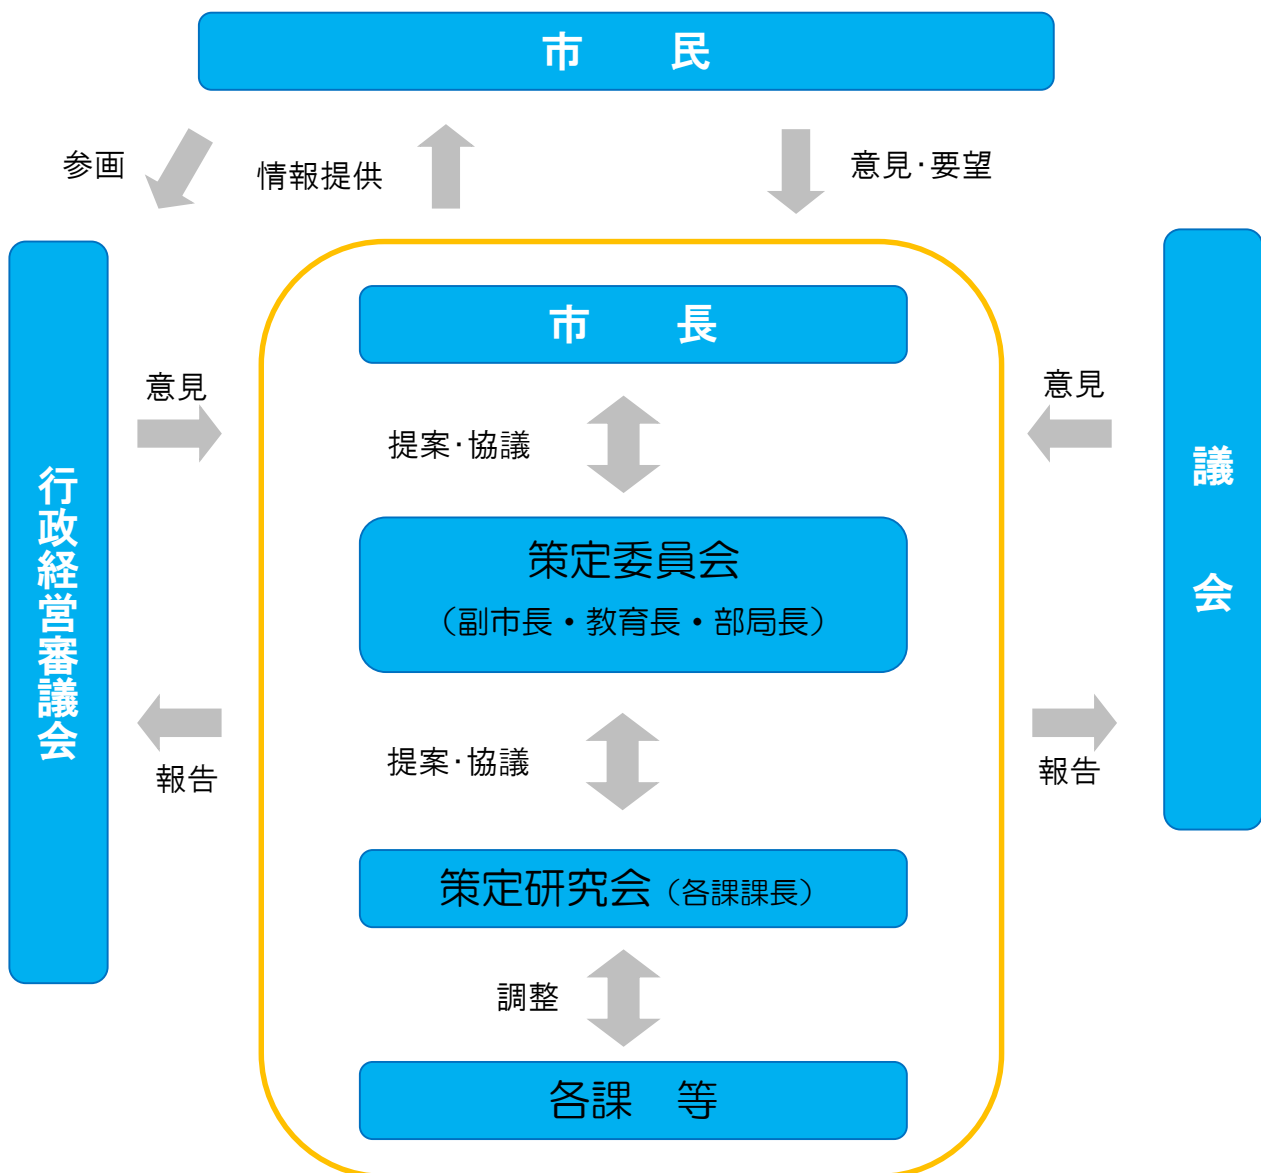 市　　民
参画
情報提供
意見・要望
市　　長
意見
意見
提案・協議
行政経営審議会
議　会
策定委員会
（副市長・教育長・部局長）
報告
提案・協議
報告
策定研究会（各課課長）
調整
各課　等